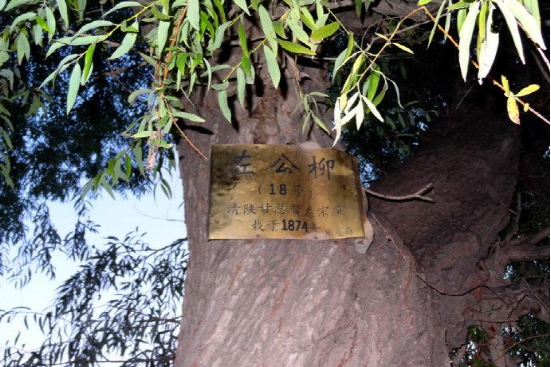 左公柳
(18号)
清陕甘总督左宗棠
栽于1874年